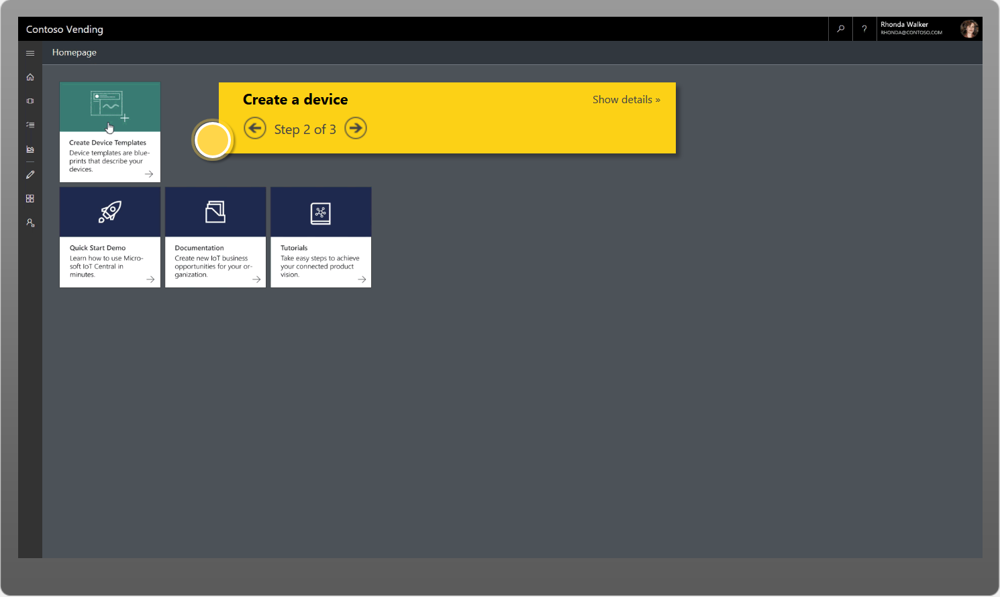 Contoso Vending
?
Rhonda Walker
RHONDA@CONTOSO.COM
Homepage
Create a device
Show details »
Step 2 of 3
Create Device Templates
Device templates are blue-
prints that describe your
devices.
Quick Start Demo
Learn how to use Micro-
soft IoT Central in
minutes.
Documentation
Create new IoT business
opportunities for your or-
ganization.
Tutorials
Take easy steps to achieve
your connected product
vision.